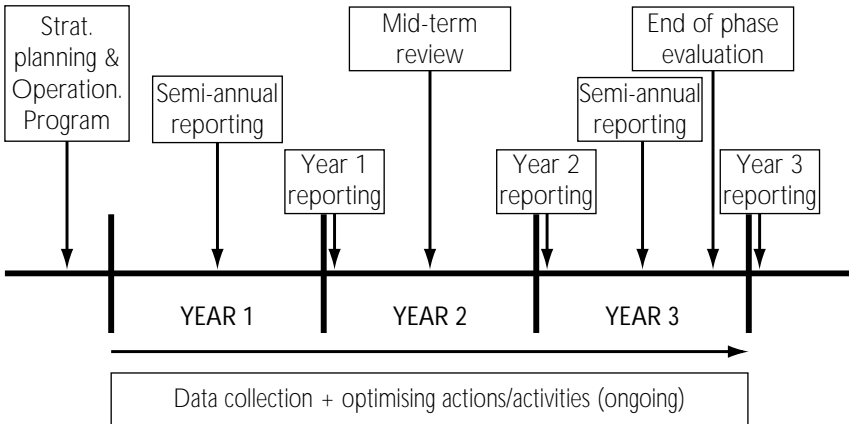 Strat.
planning &
Operation.
Program
Semi-annual
reporting
Year 1
reporting
Mid-term
review
Year 2
reporting
Semi-annual
reporting
End of phase
evaluation
Year 3
reporting
YEAR 1
YEAR 2
YEAR 3
Data collection + optimising actions/activities (ongoing)